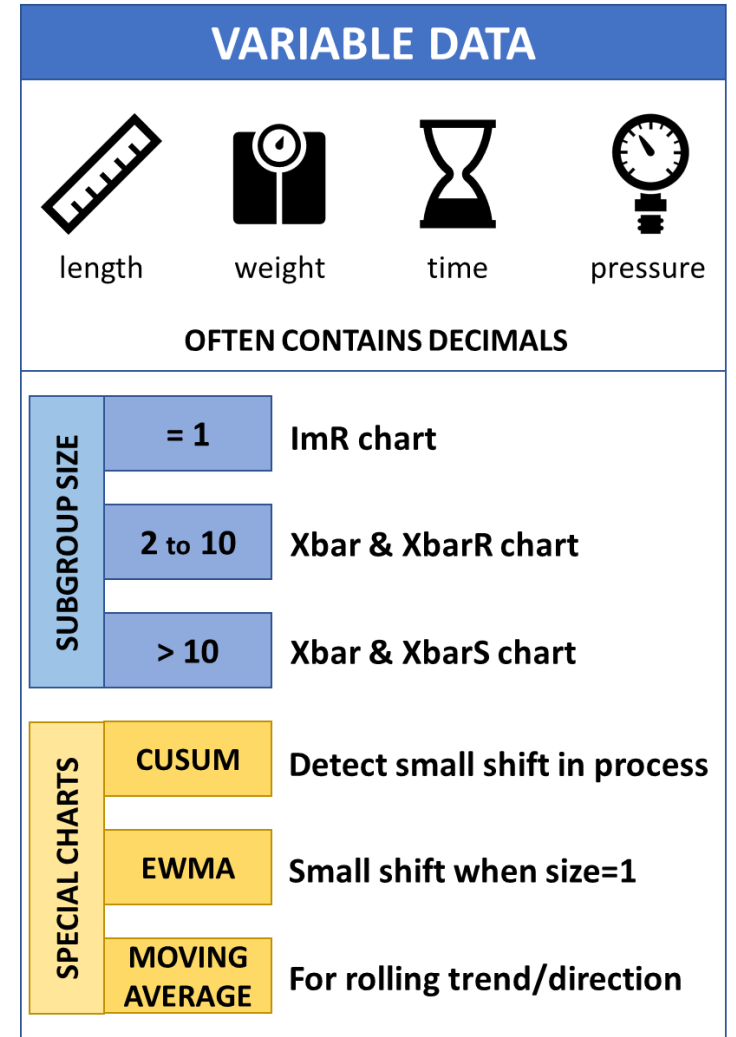 VARIABLE DATA
length weight time pressure
OFTEN CONTAINS DECIMALS
SUBGROUP SIZE
= 1 ImR chart
2 to 10 Xbar & XbarR chart
> 10 Xbar & XbarS chart
SPECIAL CHARTS
CUSUM Detect small shift in process
EWMA Small shift when size=1
MOVING
AVERAGE
For rolling trend/direction